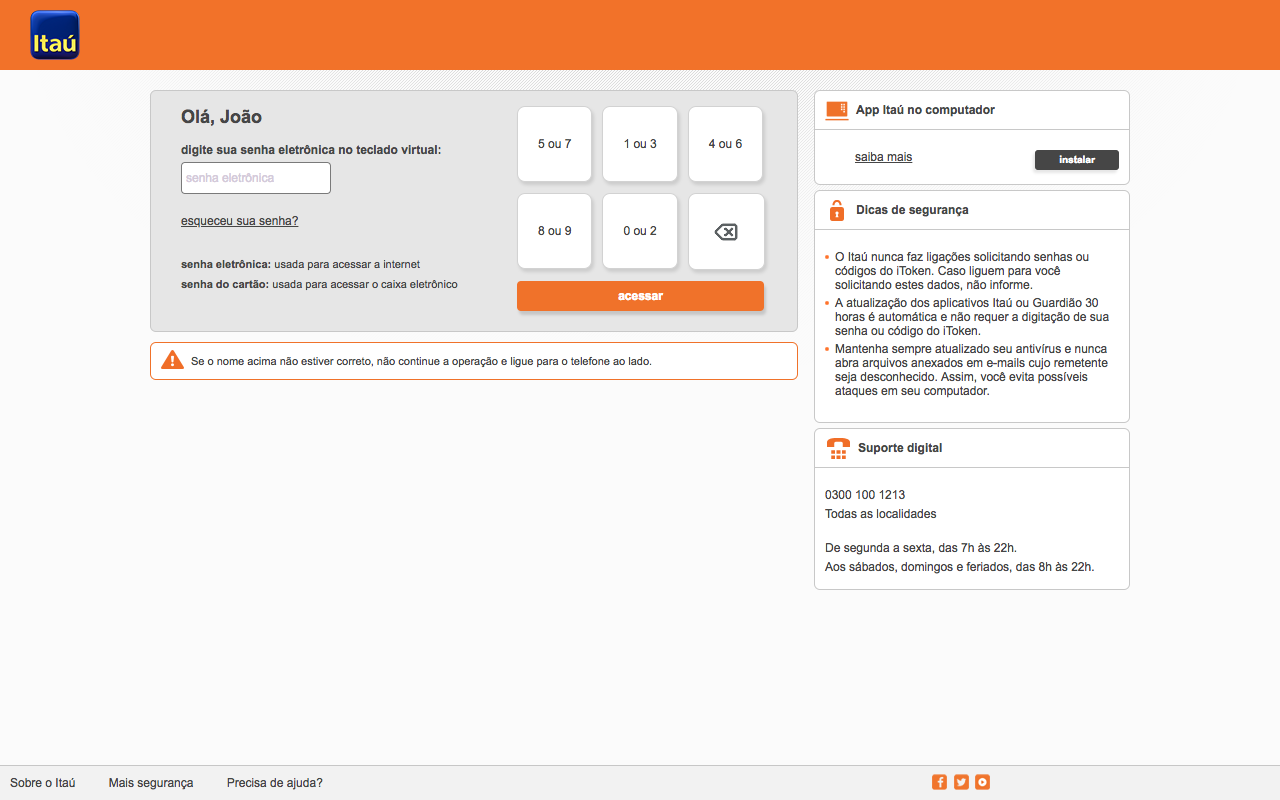 Itaú
Olá, João
digite sua senha eletrônica no teclado virtual:
senha eletrônica
esqueceu sua senha?
senha eletrônica: usada para acessar a internet
senha do cartão: usada para acessar o caixa eletrônico
5 ou 7
1 ou 3
4 ou 6
8 ou 9
0 ou 2
acessar
Se o nome acima não estiver correto, não continue a operação e ligue para o telefone ao lado.
App Itaú no computador
saiba mais
instalar
Dicas de segurança
O Itaú nunca faz ligações solicitando senhas ou
códigos do iToken. Caso liguem para você
solicitando estes dados, não informe.
A atualização dos aplicativos Itaú ou Guardião 30
horas é automática e não requer a digitação de sua
senha ou código do iToken.
Mantenha sempre atualizado seu antivírus e nunca
abra arquivos anexados em e-mails cujo remetente
seja desconhecido. Assim, você evita possíveis
ataques em seu computador.
Suporte digital
0300 100 1213
Todas as localidades
De segunda a sexta, das 7h às 22h.
Aos sábados, domingos e feriados, das 8h às 22h.
Sobre o Itaú
Mais segurança
Precisa de ajuda?